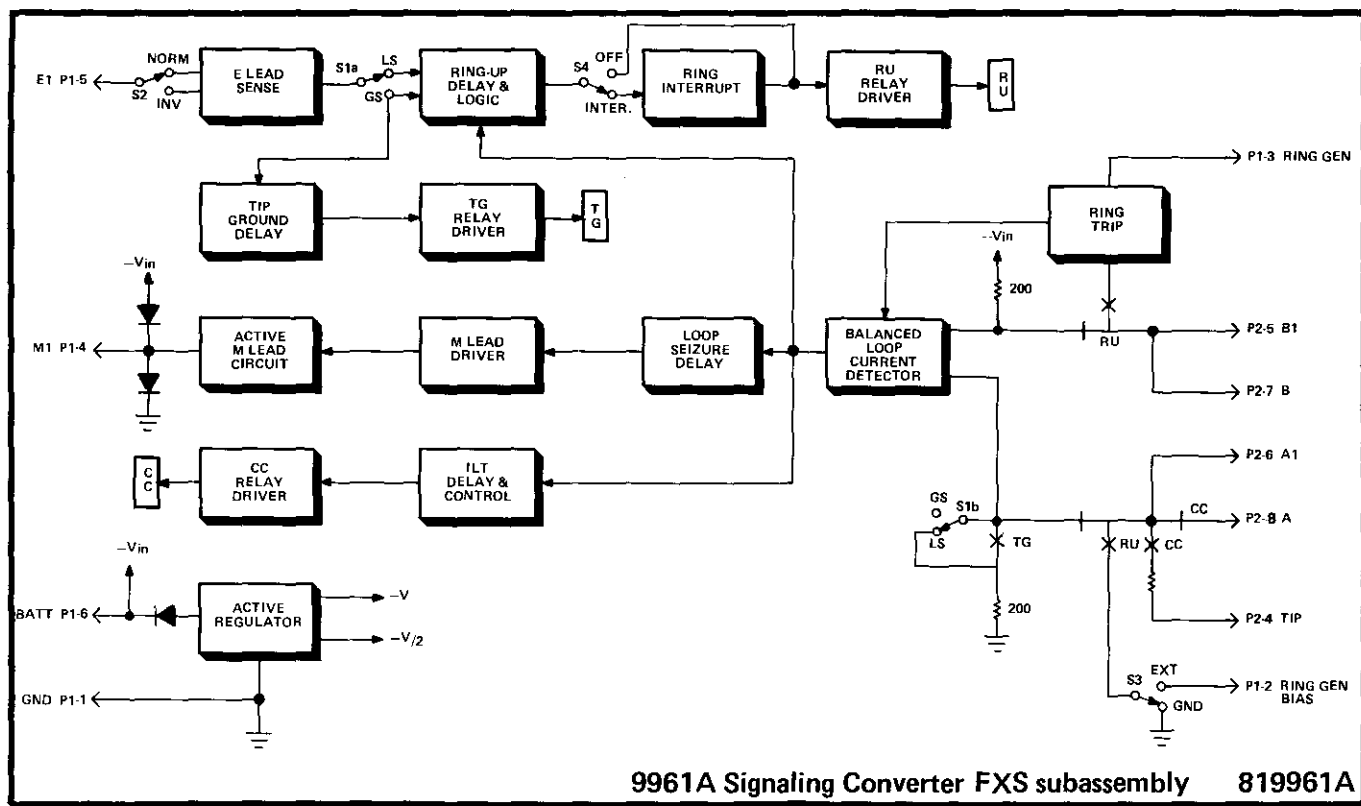 E1 P1-5
NORM
S2
INV
E LEAD
SENSE
S1a
LS
GS
RING-UP
DELAY &
LOGIC
S4
OFF
INTER.
RING
INTERRUPT
RU
RELAY
DRIVER
R
U
TIP
GROUND
DELAY
TG
RELAY
DRIVER
T
G
P1-3 RING GEN
RING
TRIP
--Vin
200
RU
P2-5 B1
P2-7 B
-Vin
M1 P1-4
ACTIVE
M LEAD
CIRCUIT
M LEAD
DRIVER
LOOP
SEIZURE
DELAY
BALANCED
LOOP
CURRENT
DETECTOR
C
C
CC
RELAY
DRIVER
ILT
DELAY &
CONTROL
P2-6 A1
GS
S1b
LS
TG
CC
P2-8 A
RU
CC
200
P2-4 TIP
-Vin
BATT P1-6
ACTIVE
REGULATOR
-V
-V/2
GND P1-1
S3
EXT
GND
P1-2 RING GEN
BIAS
9961A Signaling Converter FXS subassembly 819961A